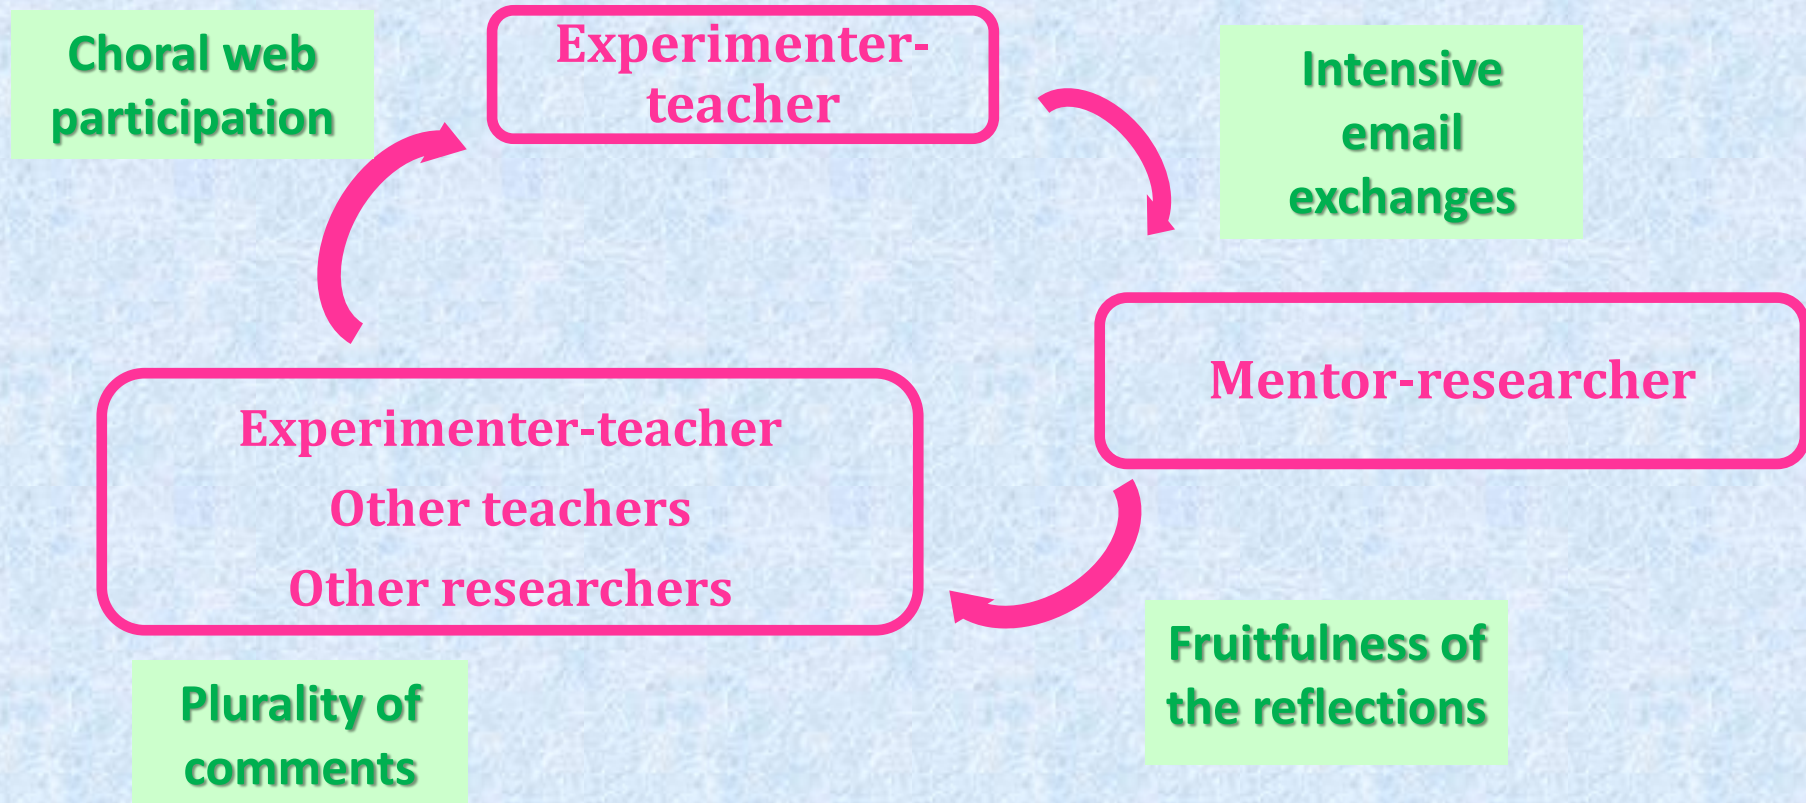 Choral web
participation
Experimenter-
teacher
Intensive
email
exchanges
Mentor-researcher
Experimenter-teacher
Other teachers
Other researchers
Fruitfulness of
the reflections
Plurality of
comments